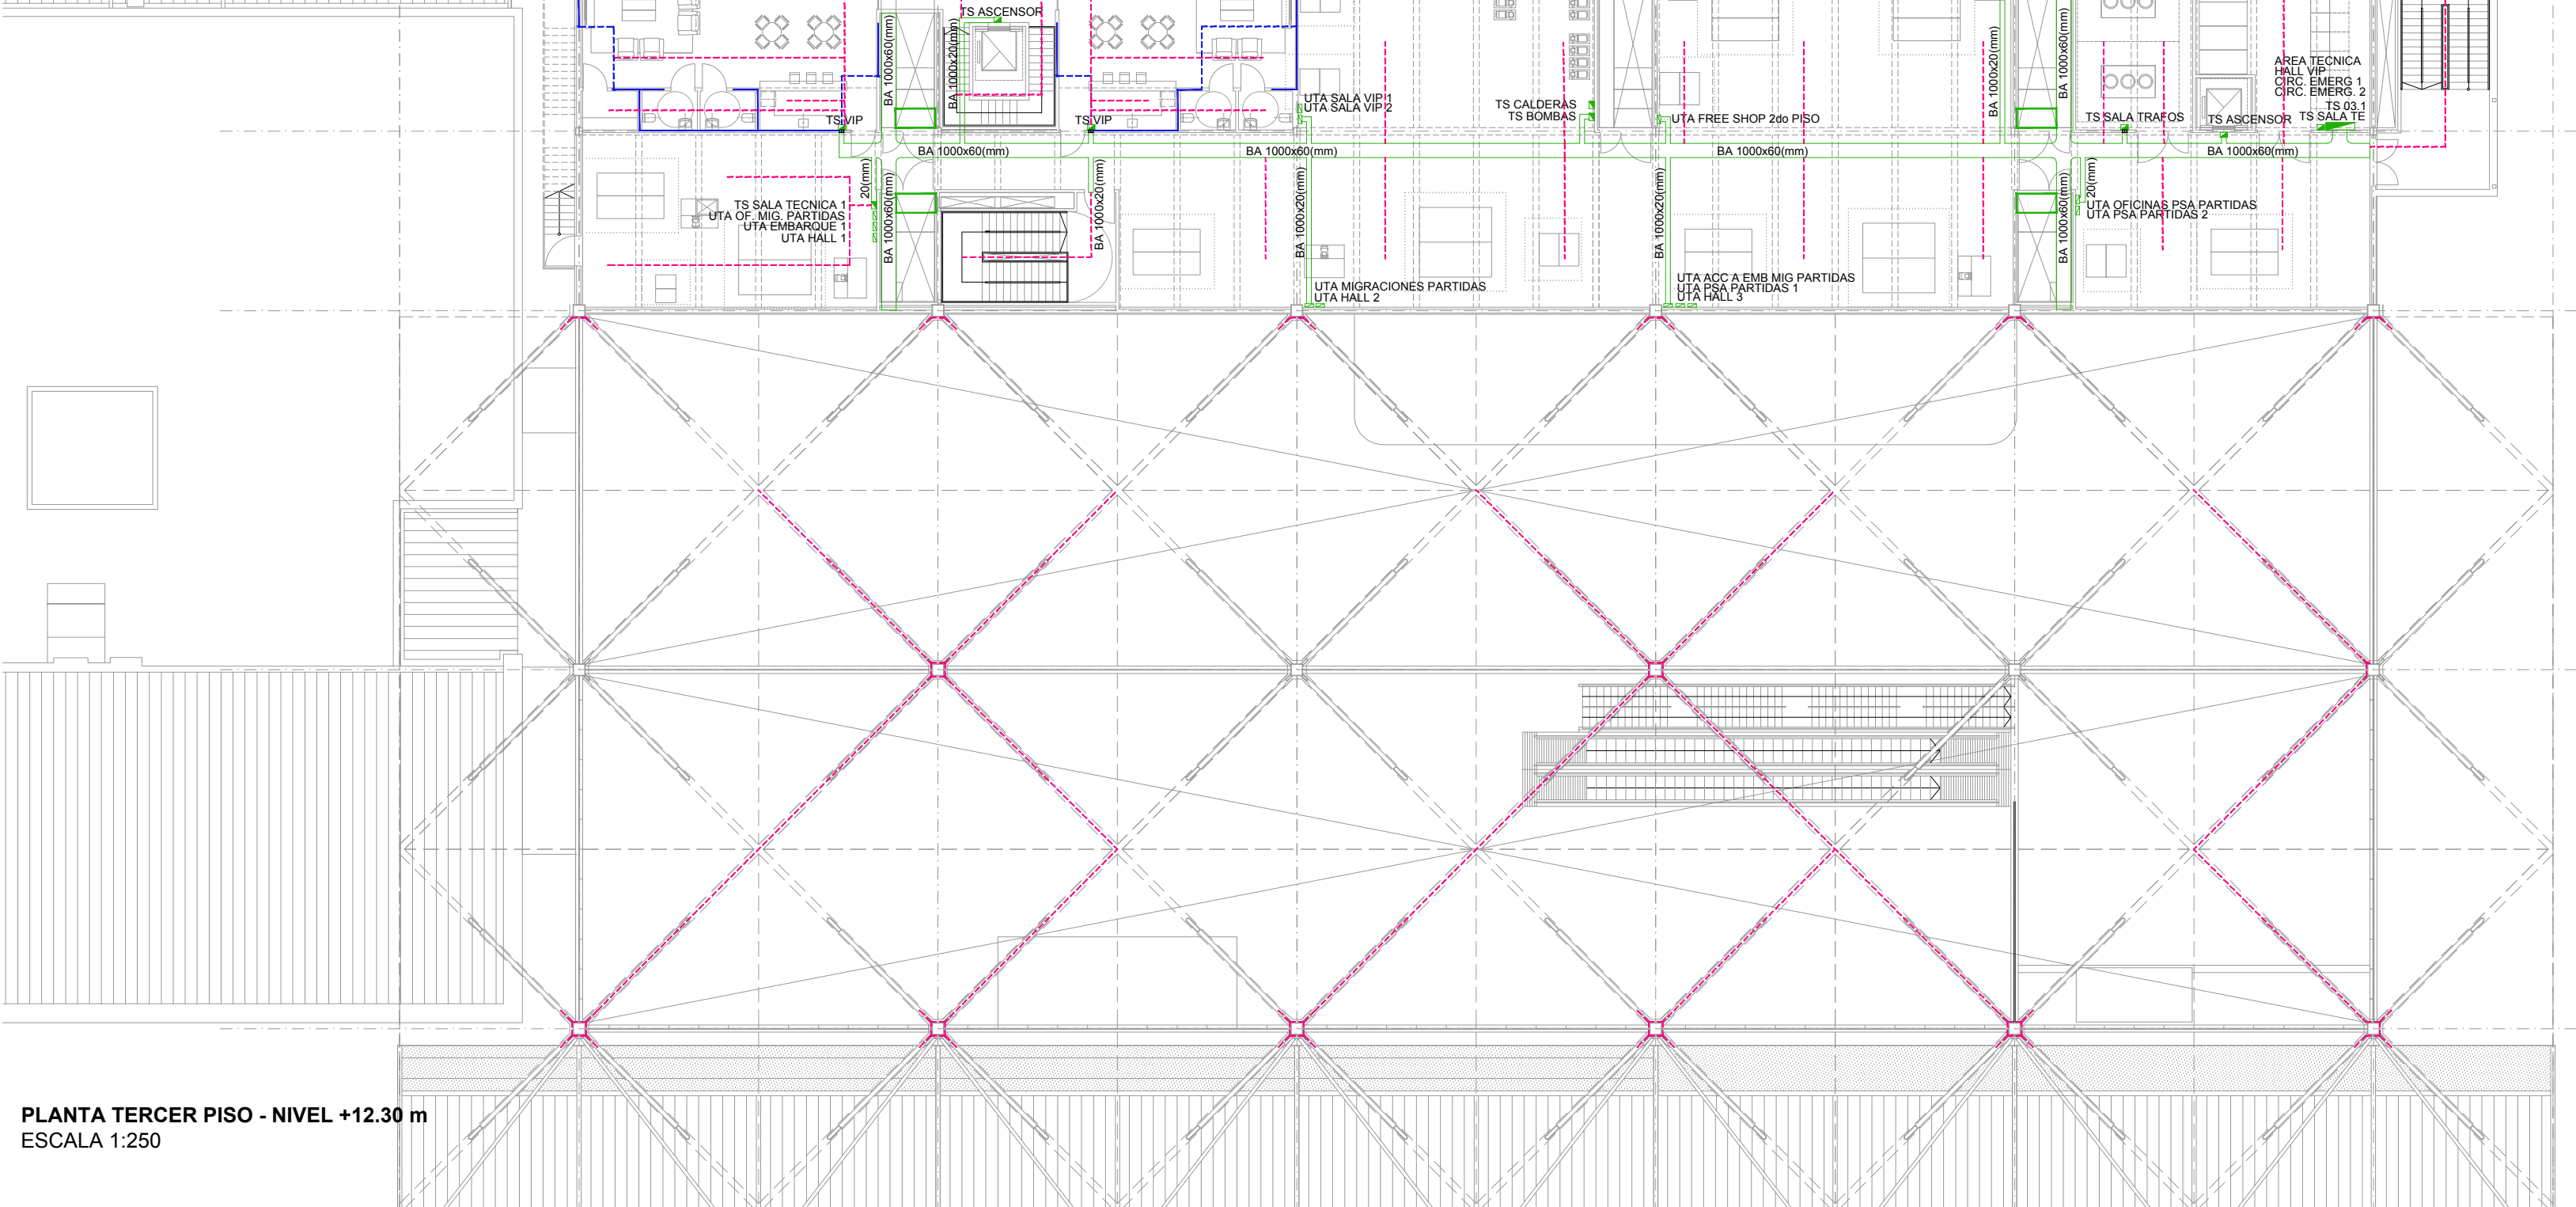 TS ASCENSOR
BA 1000x60(mm)
BA 1000x20(mm)
BA 1000x20(mm)
BA 1000x60(mm)
AREA TECNICA
HALL VIP
CIRC. EMERG 1
CIRC. EMERG. 2
TS 03.1
TS SALA TE
UTA SALA VIP 1
UTA SALA VIP 2
TS CALDERAS
TS BOMBAS
TS VIP
TS VIP
UTA FREE SHOP 2do PISO
TS SALA TRAFOS
TS ASCENSOR
BA 1000x60(mm)
BA 1000x60(mm)
BA 1000x60(mm)
BA 1000x60(mm)
20(mm)
BA 1000x60(mm)
BA 1000x20(mm)
BA 1000x20(mm)
BA 1000x20(mm)
BA 1000x60(mm)
20(mm)
TS SALA TECNICA 1
UTA OF. MIG. PARTIDAS
UTA EMBARQUE 1
UTA HALL 1
UTA OFICINAS PSA PARTIDAS
UTA PSA PARTIDAS 2
UTA MIGRACIONES PARTIDAS
UTA HALL 2
UTA ACC A EMB MIG PARTIDAS
UTA PSA PARTIDAS 1
UTA HALL 3
PLANTA TERCER PISO - NIVEL +12.30 m
ESCALA 1:250